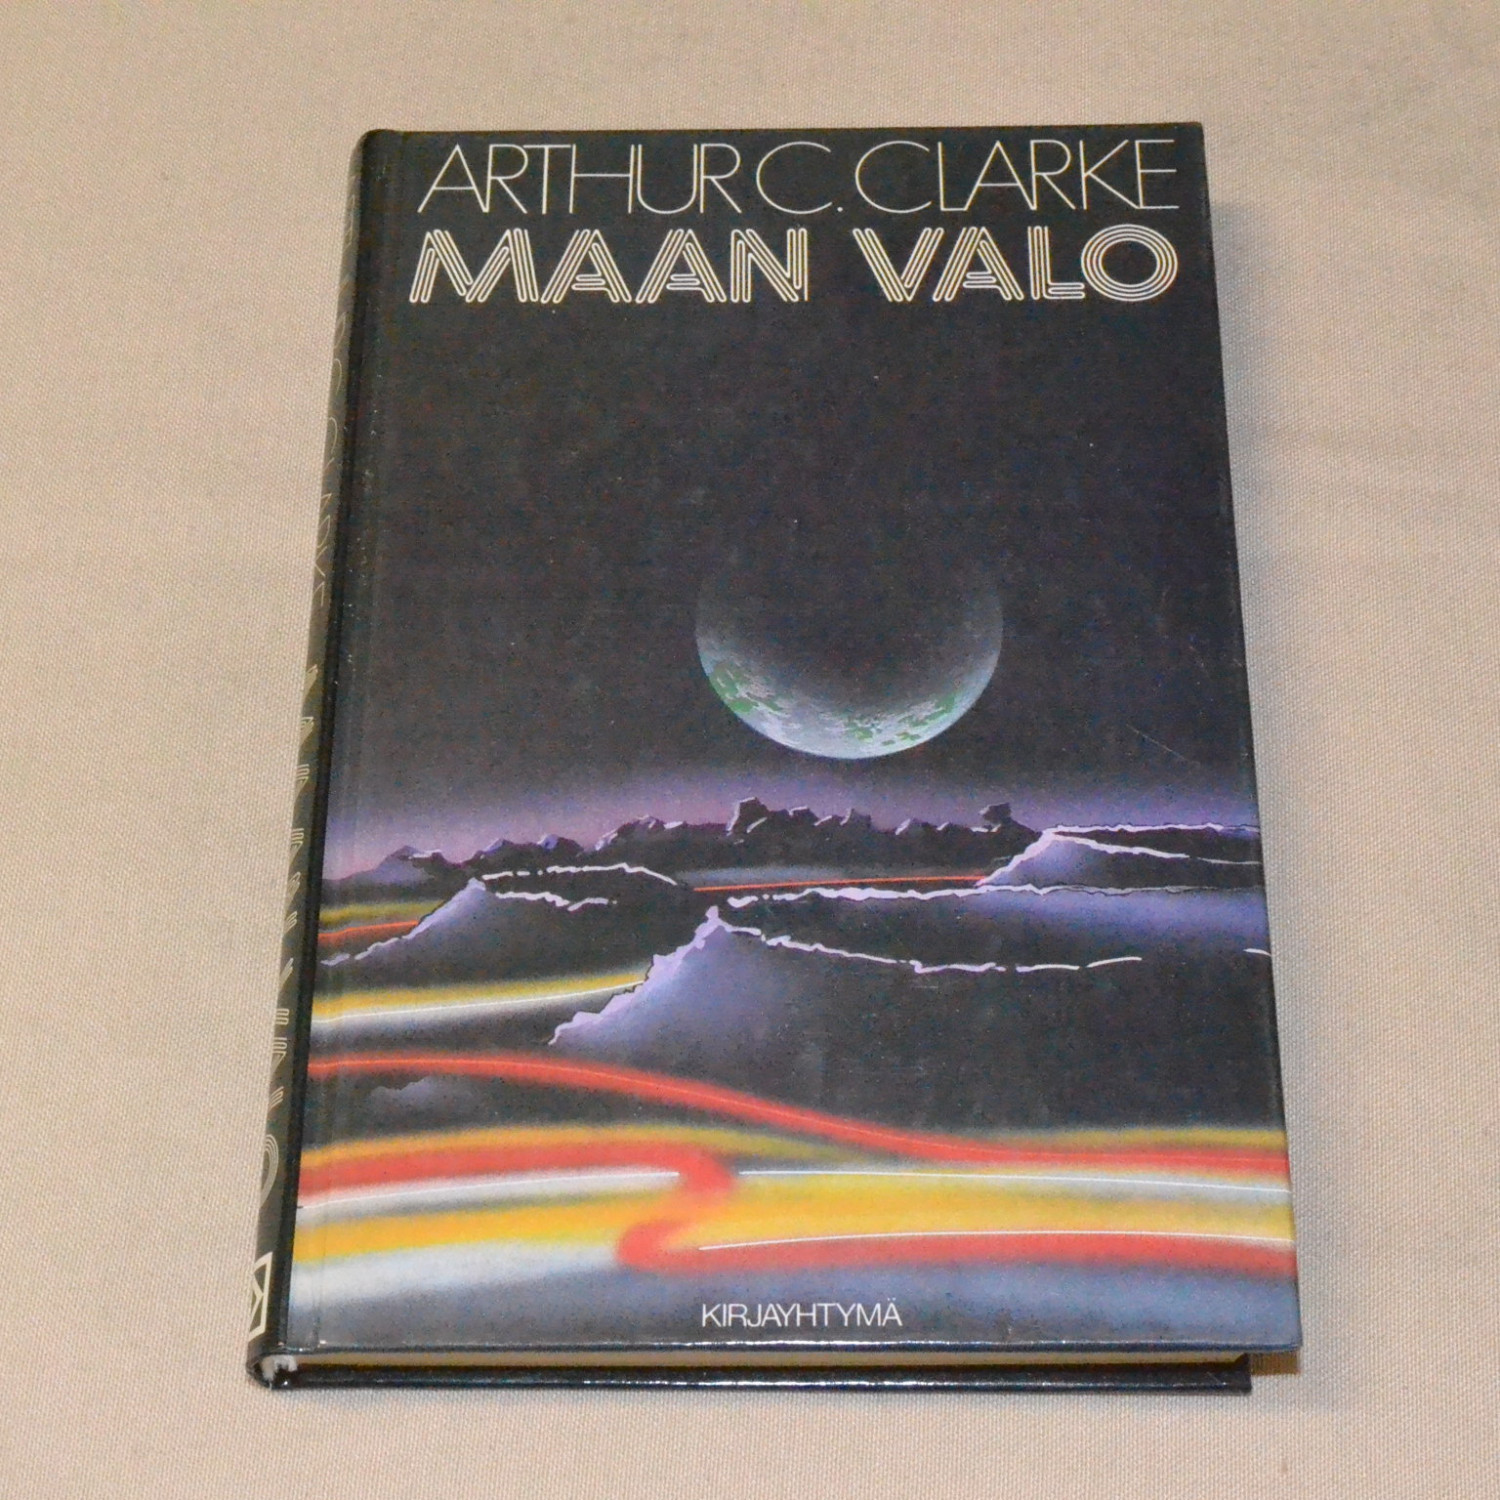 ARTHUR C. CLARKE
MAAN VALO
KIRJAYHTYMÄ